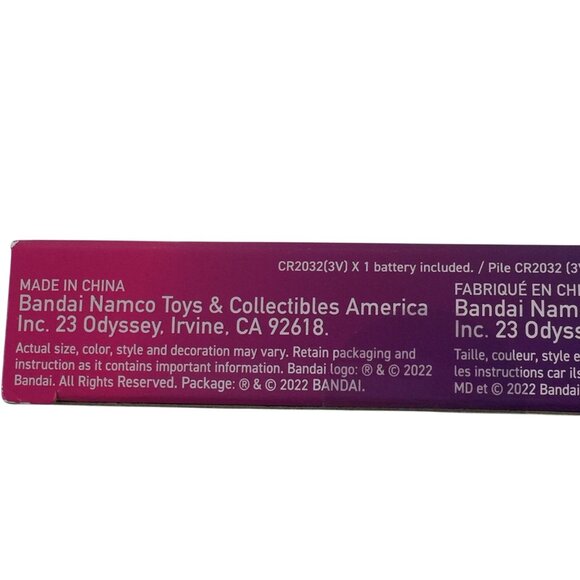 CR2032(3V) X 1 battery included. / Pile CR2032 (3V
MADE IN CHINA
Bandai Namco Toys & Collectibles America
Inc. 23 Odyssey, Irvine, CA 92618.
Actual size, color, style and decoration may vary. Retain packaging and
instruction as it contains important information. Bandai logo: ® & © 2022
Bandai. All Rights Reserved. Package: ® & © 2022 BANDAI.
FABRIQUÉ EN CHI
Bandai Nam
Inc. 23 Odyss
Taille, couleur, style e
les instructions car ils
MD et © 2022 Bandai